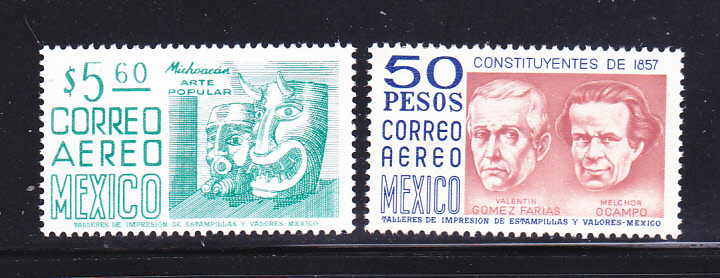 $5.60
Michoacán
ARTE
POPULAR
CORREO
AEREO
MEXICO
TALLERES DE IMPRESION DE ESTAMPILLAS Y VALORES-MEXICO
50
PESOS
CONSTITUYENTES DE 1857
CORREO
AEREO
MEXICO
VALENTIN
GOMEZ FARIAS
MELCHOR
OCAMPO
TALLERES DE IMPRESION DE ESTAMPILLAS Y VALORES-MEXICO